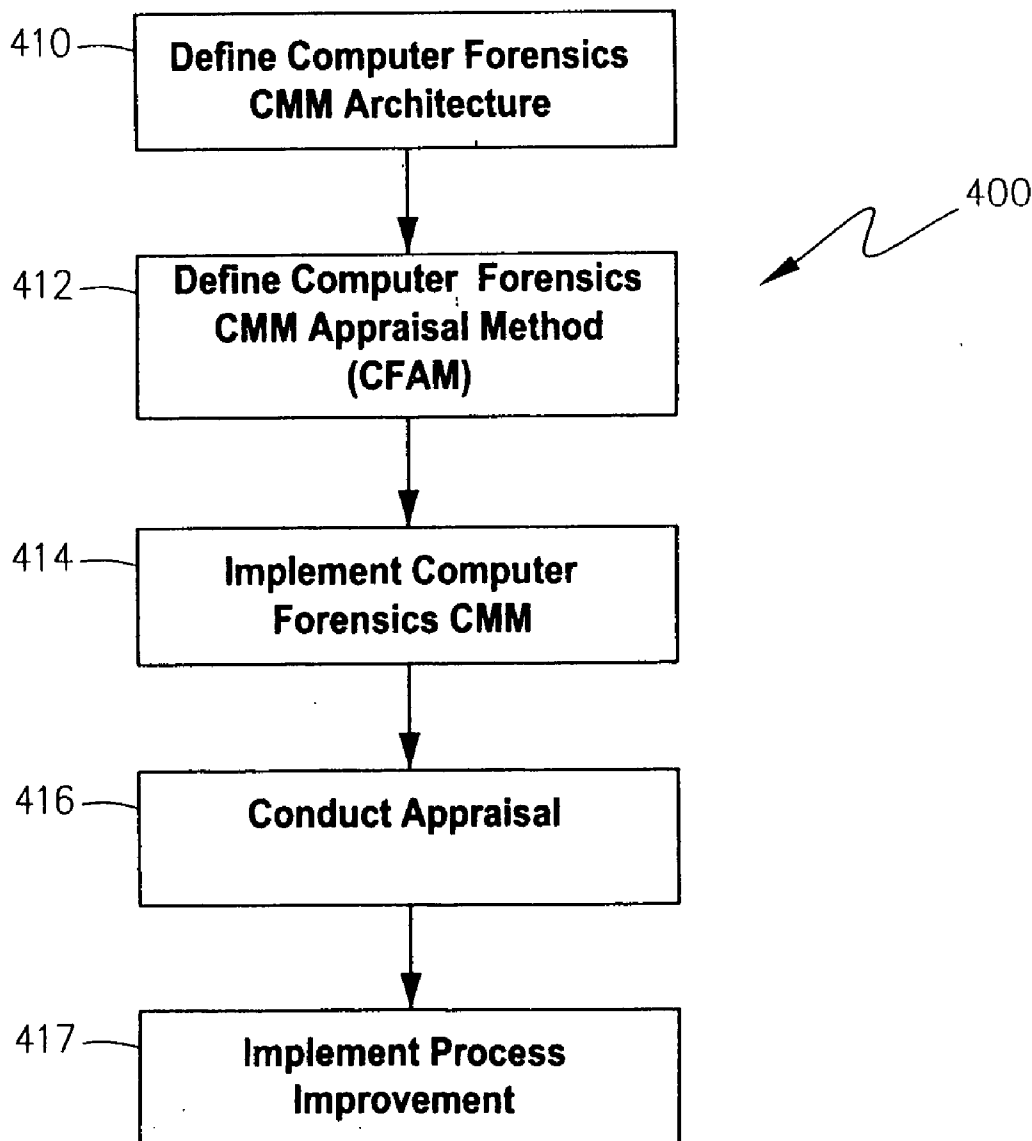 410
Define Computer Forensics
CMM Architecture
400
412
Define Computer Forensics
CMM Appraisal Method
(CFAM)
414
Implement Computer
Forensics CMM
416
Conduct Appraisal
417
Implement Process
Improvement